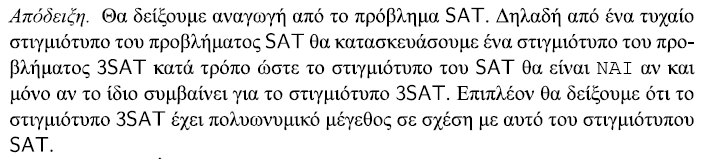 Απόδειξη. Θα δείξουμε αναγωγή από το πρόβλημα SAT. Δηλαδή από ένα τυχαίο
στιγμιότυπο του προβλήματος SAT θα κατασκευάσουμε ένα στιγμιότυπο του προ-
βλήματος 3SAT κατά τρόπο ώστε το στιγμιότυπο του SAT θα είναι ΝΑΙ αν και
μόνο αν το ίδιο συμβαίνει για το στιγμιότυπο 3SAT. Επιπλέον θα δείξουμε ότι το
στιγμιότυπο 3SAT έχει πολυωνυμικό μέγεθος σε σχέση με αυτό του στιγμιότυπου
SAT.